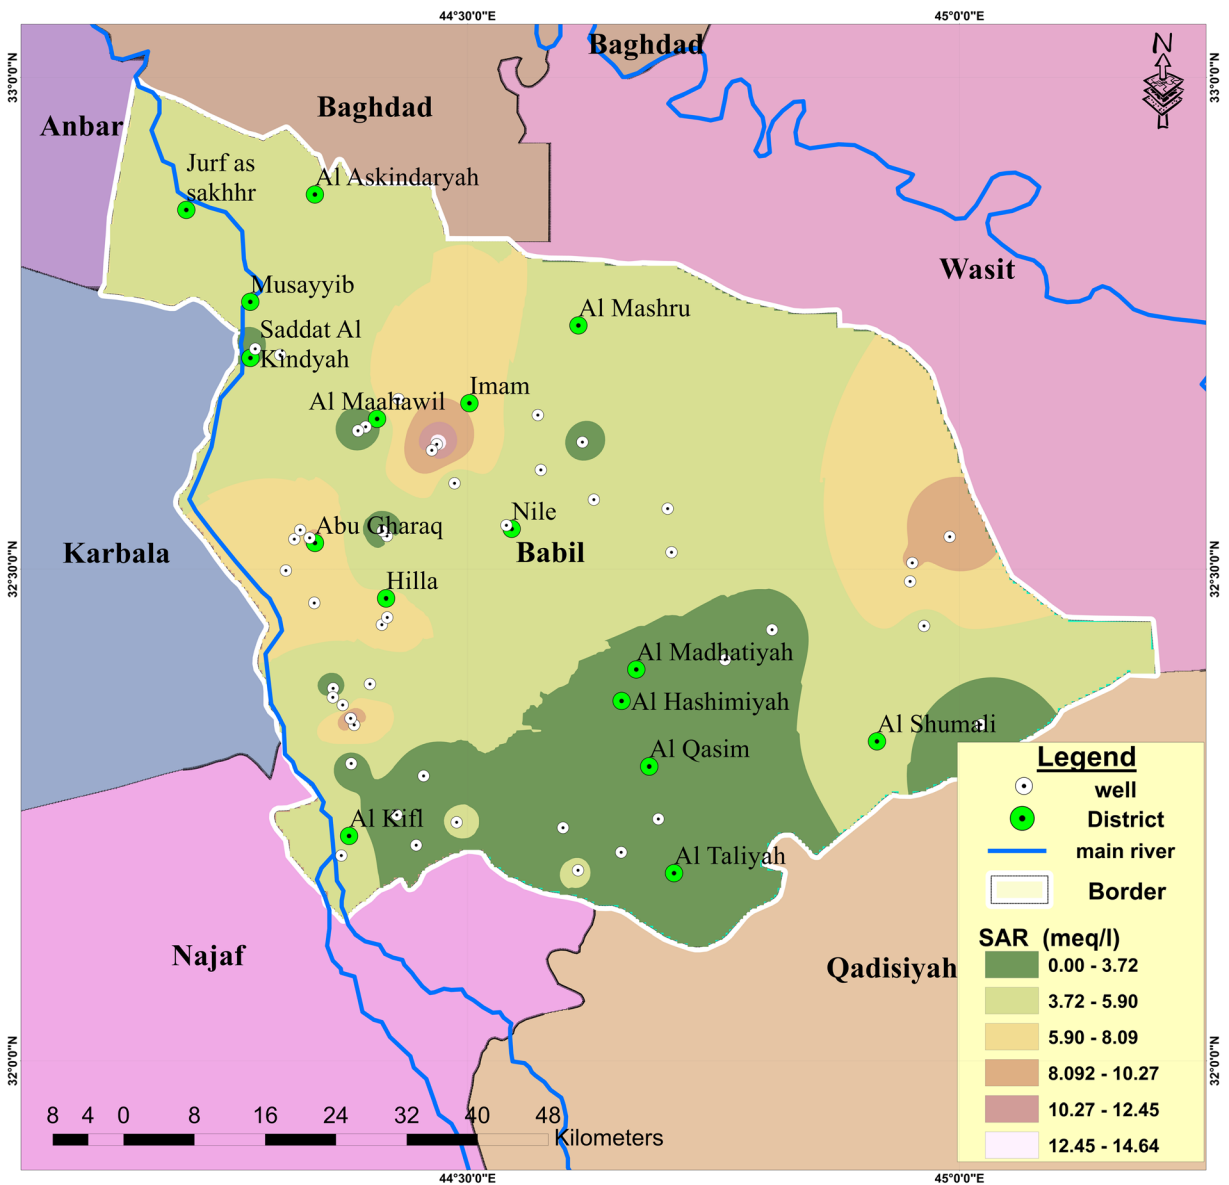 44°30'0"E
45°0'0"E
33°0'0"N
33°0'0"N
N
Baghdad
Baghdad
Anbar
Jurf as
sakhhr
Al Askindaryah
Wasit
Musayyib
Al Mashru
Saddat Al
Kindyah
Imam
Al Maahawil
Nile
Abu Gharaq
Karbala
Babil
32°30'0"N
32°30'0"N
Hilla
Al Madhatiyah
Al Hashimiyah
Al Shumali
Al Qasim
Al Kifl
Al Taliyah
Najaf
Qadisiyah
Legend
well
District
main river
Border
SAR (meq/l)
0.00 - 3.72
3.72 - 5.90
5.90 - 8.09
8.092 - 10.27
10.27 - 12.45
12.45 - 14.64
32°0'0"N
32°0'0"N
8 4 0 8 16 24 32 40 48
Kilometers
44°30'0"E
45°0'0"E